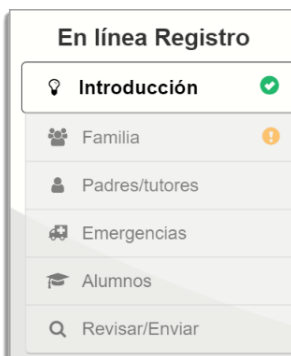 En línea Registro
Introducción
Familia
Padres/tutores
Emergencias
Alumnos
Revisar/Enviar